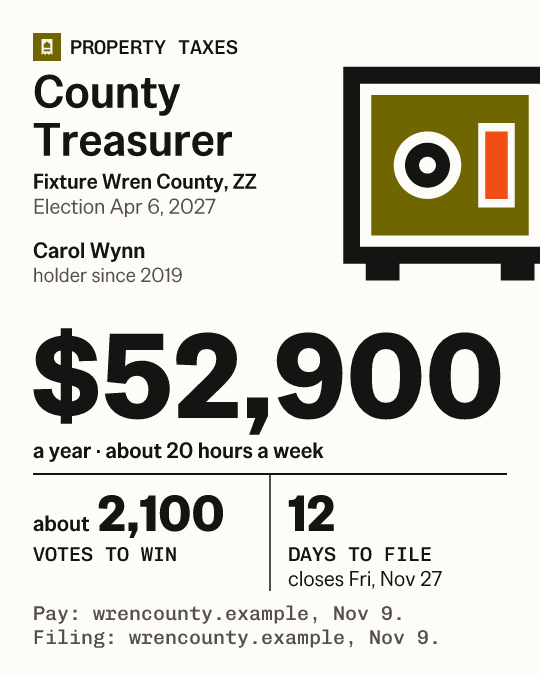 PROPERTY TAXES
County
Treasurer
Fixture Wren County, ZZ
Election Apr 6, 2027
Carol Wynn
holder since 2019
$52,900
a year · about 20 hours a week
about 2,100
VOTES TO WIN
12
DAYS TO FILE
closes Fri, Nov 27
Pay: wrencounty.example, Nov 9.
Filing: wrencounty.example, Nov 9.